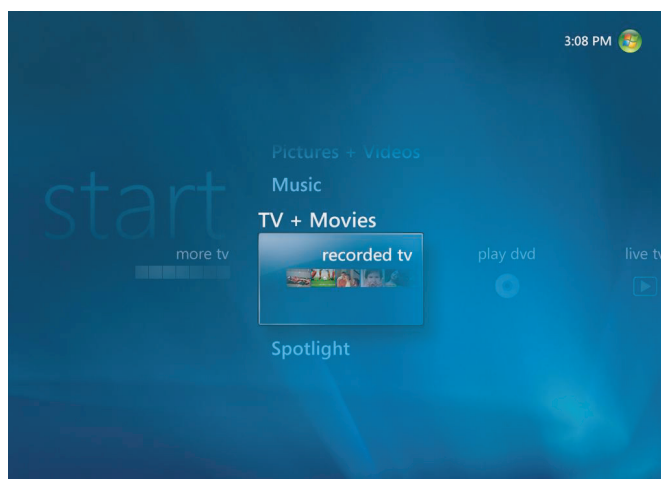 3:08 PM
Pictures + Videos
start
Music
TV + Movies
more tv
recorded tv
play dvd
live tv
Spotlight